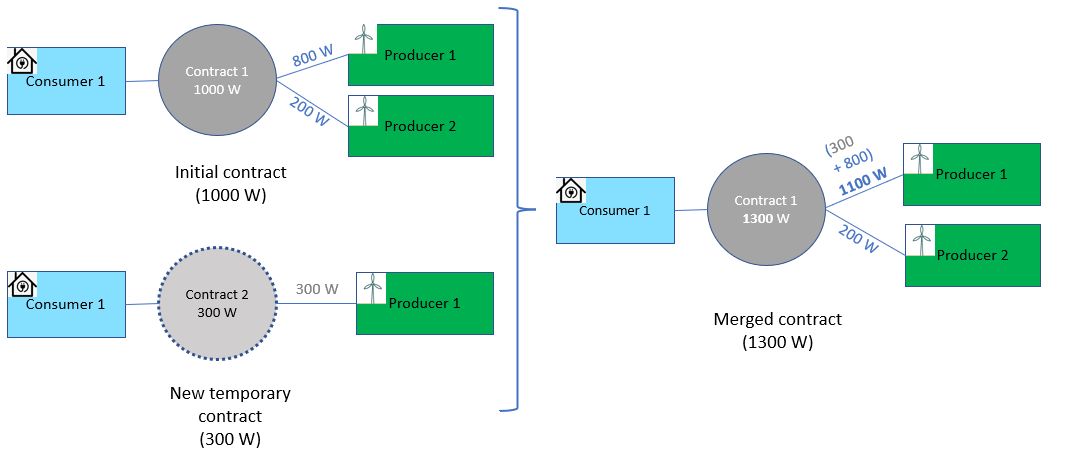 Consumer 1
Contract 1
1000 W
800 W
200 W
Producer 1
Producer 2
Initial contract
(1000 W)
Consumer 1
Contract 2
300 W
300 W
Producer 1
New temporary
contract
(300 W)
Consumer 1
Contract 1
1300 W
(300
+ 800)
1100 W
200 W
Producer 1
Producer 2
Merged contract
(1300 W)